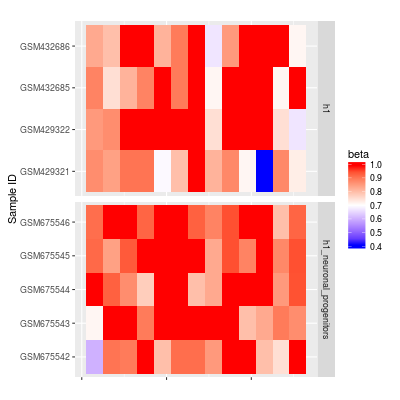 Sample ID
GSM432686
GSM432685
GSM429322
GSM429321
h1
GSM675546
GSM675545
GSM675544
GSM675543
GSM675542
h1_neuronal_progenitors
beta
1.0
0.9
0.8
0.7
0.6
0.5
0.4